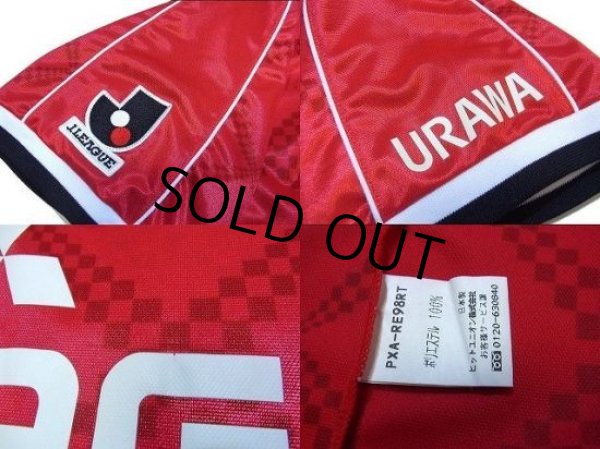 J.LEAGUE
URAWA
SOLD OUT
PXA-RE98RT
ポリエステル 100%
日本製
ヒットユニオン株式会社
お客様サービス課
0120-630840